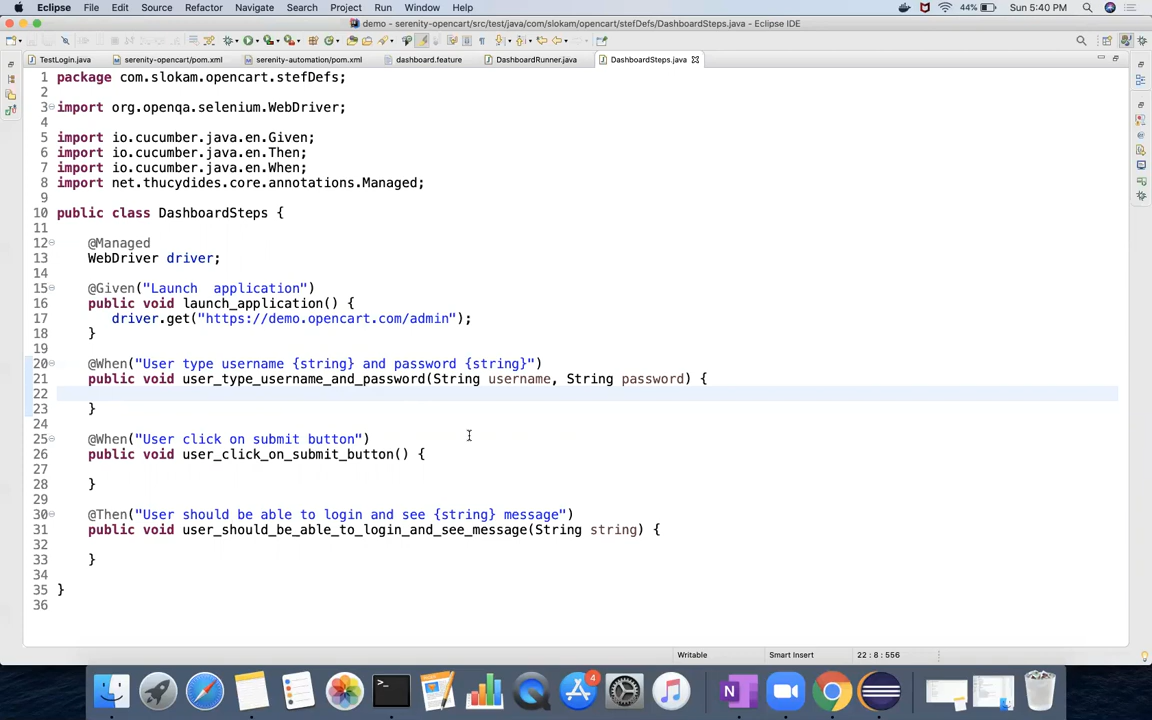 Eclipse File Edit Source Refactor Navigate Search Project Run Window Help 44% Sun 5:40 PM
demo - serenity-opencart/src/test/java/com/slokam/opencart/stefDefs/DashboardSteps.java - Eclipse IDE
TestLogin.java serenity-opencart/pom.xml serenity-automation/pom.xml dashboard.feature DashboardRunner.java DashboardSteps.java
1 package com.slokam.opencart.stefDefs;
2
3 import org.openqa.selenium.WebDriver;
4
5 import io.cucumber.java.en.Given;
6 import io.cucumber.java.en.Then;
7 import io.cucumber.java.en.When;
8 import net.thucydides.core.annotations.Managed;
9
10 public class DashboardSteps {
11
12 @Managed
13 WebDriver driver;
14
15 @Given("Launch  application")
16 public void launch_application() {
17 driver.get("https://demo.opencart.com/admin");
18 }
19
20 @When("User type username {string} and password {string}")
21 public void user_type_username_and_password(String username, String password) {
22
23 }
24
25 @When("User click on submit button")
26 public void user_click_on_submit_button() {
27
28 }
29
30 @Then("User should be able to login and see {string} message")
31 public void user_should_be_able_to_login_and_see_message(String string) {
32
33 }
34
35 }
36
Writable Smart Insert 22 : 8 : 556
4